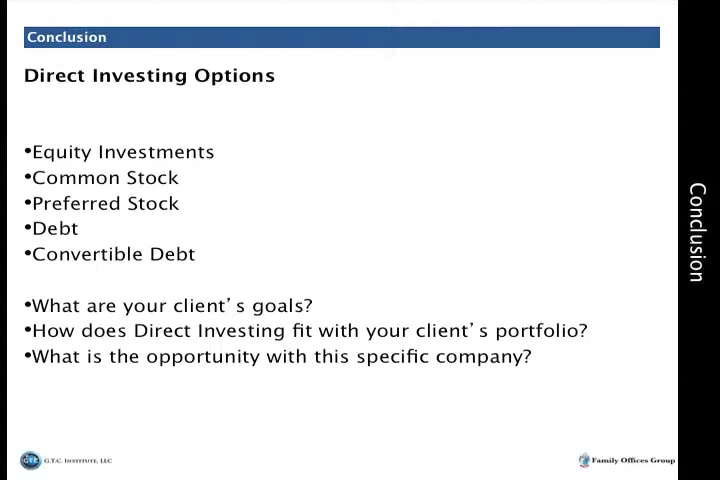 Conclusion
Direct Investing Options
•Equity Investments
•Common Stock
•Preferred Stock
•Debt
•Convertible Debt
•What are your client’s goals?
•How does Direct Investing fit with your client’s portfolio?
•What is the opportunity with this specific company?
GTC G.T.C. INSTITUTE, LLC
Family Offices Group
Conclusion